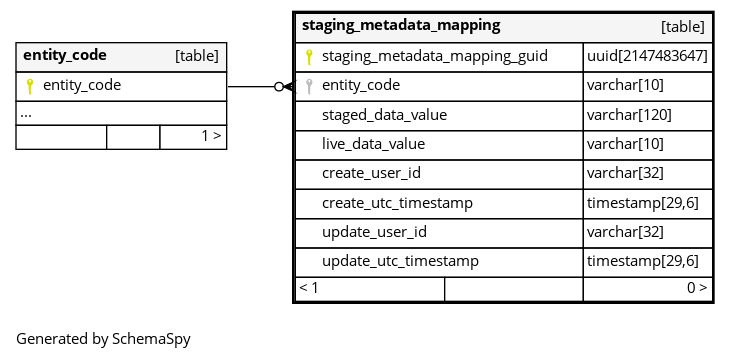 entity_code [table]
entity_code
...
1 >
staging_metadata_mapping [table]
staging_metadata_mapping_guid uuid[2147483647]
entity_code varchar[10]
staged_data_value varchar[120]
live_data_value varchar[10]
create_user_id varchar[32]
create_utc_timestamp timestamp[29,6]
update_user_id varchar[32]
update_utc_timestamp timestamp[29,6]
< 1 0 >
Generated by SchemaSpy